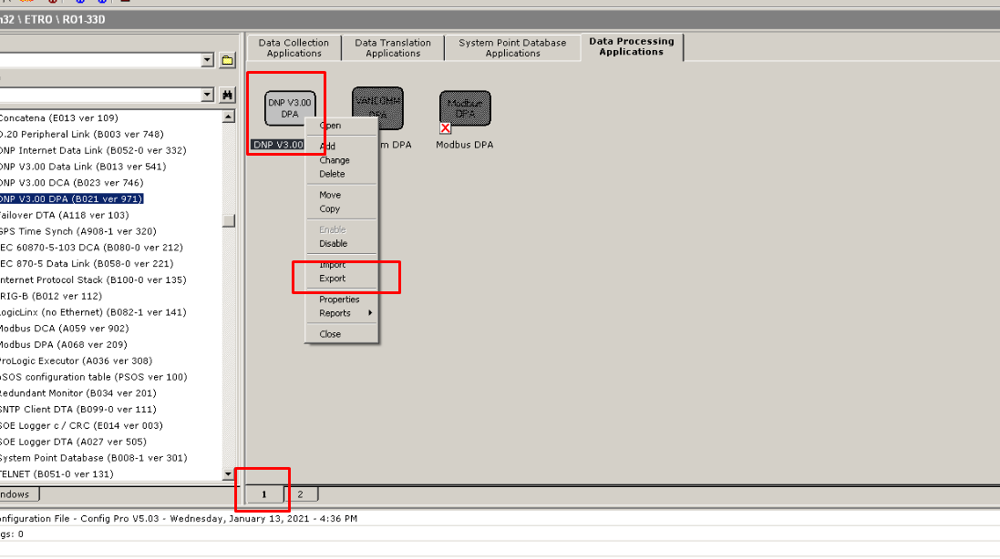 n32 \ ETRO \ RO1-33D
Data Collection
Applications
Data Translation
Applications
System Point Database
Applications
Data Processing
Applications
DNP V3.00
DPA
VANCOMM
DPA
Modbus
DPA
DNP V3.00
m DPA
Modbus DPA
Open
Add
Change
Delete
Move
Copy
Enable
Disable
Import
Export
Properties
Reports
Close
Concatena (E013 ver 109)
D.20 Peripheral Link (B003 ver 748)
DNP Internet Data Link (B052-0 ver 332)
DNP V3.00 Data Link (B013 ver 541)
DNP V3.00 DCA (B023 ver 746)
DNP V3.00 DPA (B021 ver 971)
Failover DTA (A118 ver 103)
GPS Time Synch (A908-1 ver 320)
EC 60870-5-103 DCA (B080-0 ver 212)
EC 870-5 Data Link (B058-0 ver 221)
nternet Protocol Stack (B100-0 ver 135)
RIG-B (B012 ver 112)
LogicLinx (no Ethernet) (B082-1 ver 141)
Modbus DCA (A059 ver 902)
Modbus DPA (A068 ver 209)
ProLogic Executor (A036 ver 308)
pSOS configuration table (PSOS ver 100)
Redundant Monitor (B034 ver 201)
SNTP Client DTA (B099-0 ver 111)
SOE Logger c / CRC (E014 ver 003)
SOE Logger DTA (A027 ver 505)
System Point Database (B008-1 ver 301)
TELNET (B051-0 ver 131)
ndows
1
2
onfiguration File - Config Pro V5.03 - Wednesday, January 13, 2021 - 4:36 PM
gs: 0